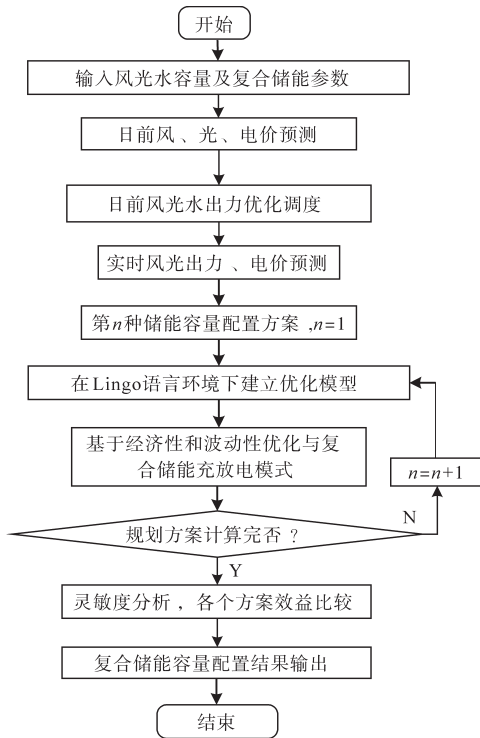 开始
输入风光水容量及复合储能参数
日前风、光、电价预测
日前风光水出力优化调度
实时风光出力、电价预测
第n种储能容量配置方案,n=1
在Lingo语言环境下建立优化模型
基于经济性和波动性优化与复
合储能充放电模式
n=n+1
规划方案计算完否?
N
Y
灵敏度分析,各个方案效益比较
复合储能容量配置结果输出
结束